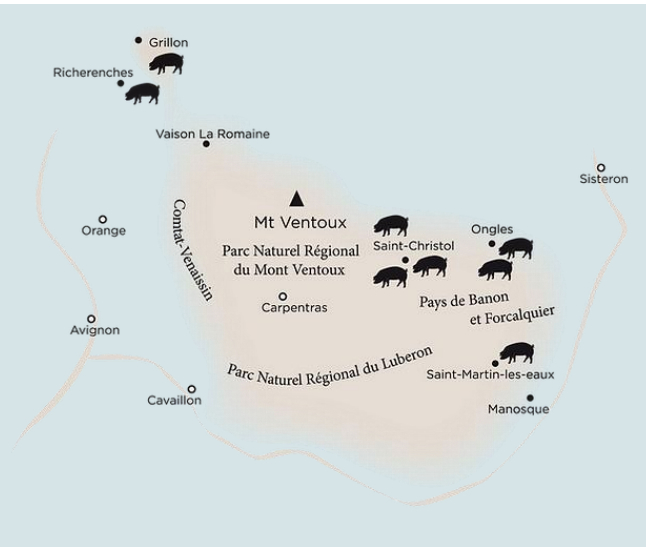 Grillon
Richerenches
Vaison La Romaine
Sisteron
Mt Ventoux
Orange
Comtat-Venaissin
Ongles
Saint-Christol
Parc Naturel Régional
du Mont Ventoux
Pays de Banon
et Forcalquier
Carpentras
Avignon
Parc Naturel Régional du Luberon
Saint-Martin-les-eaux
Cavaillon
Manosque